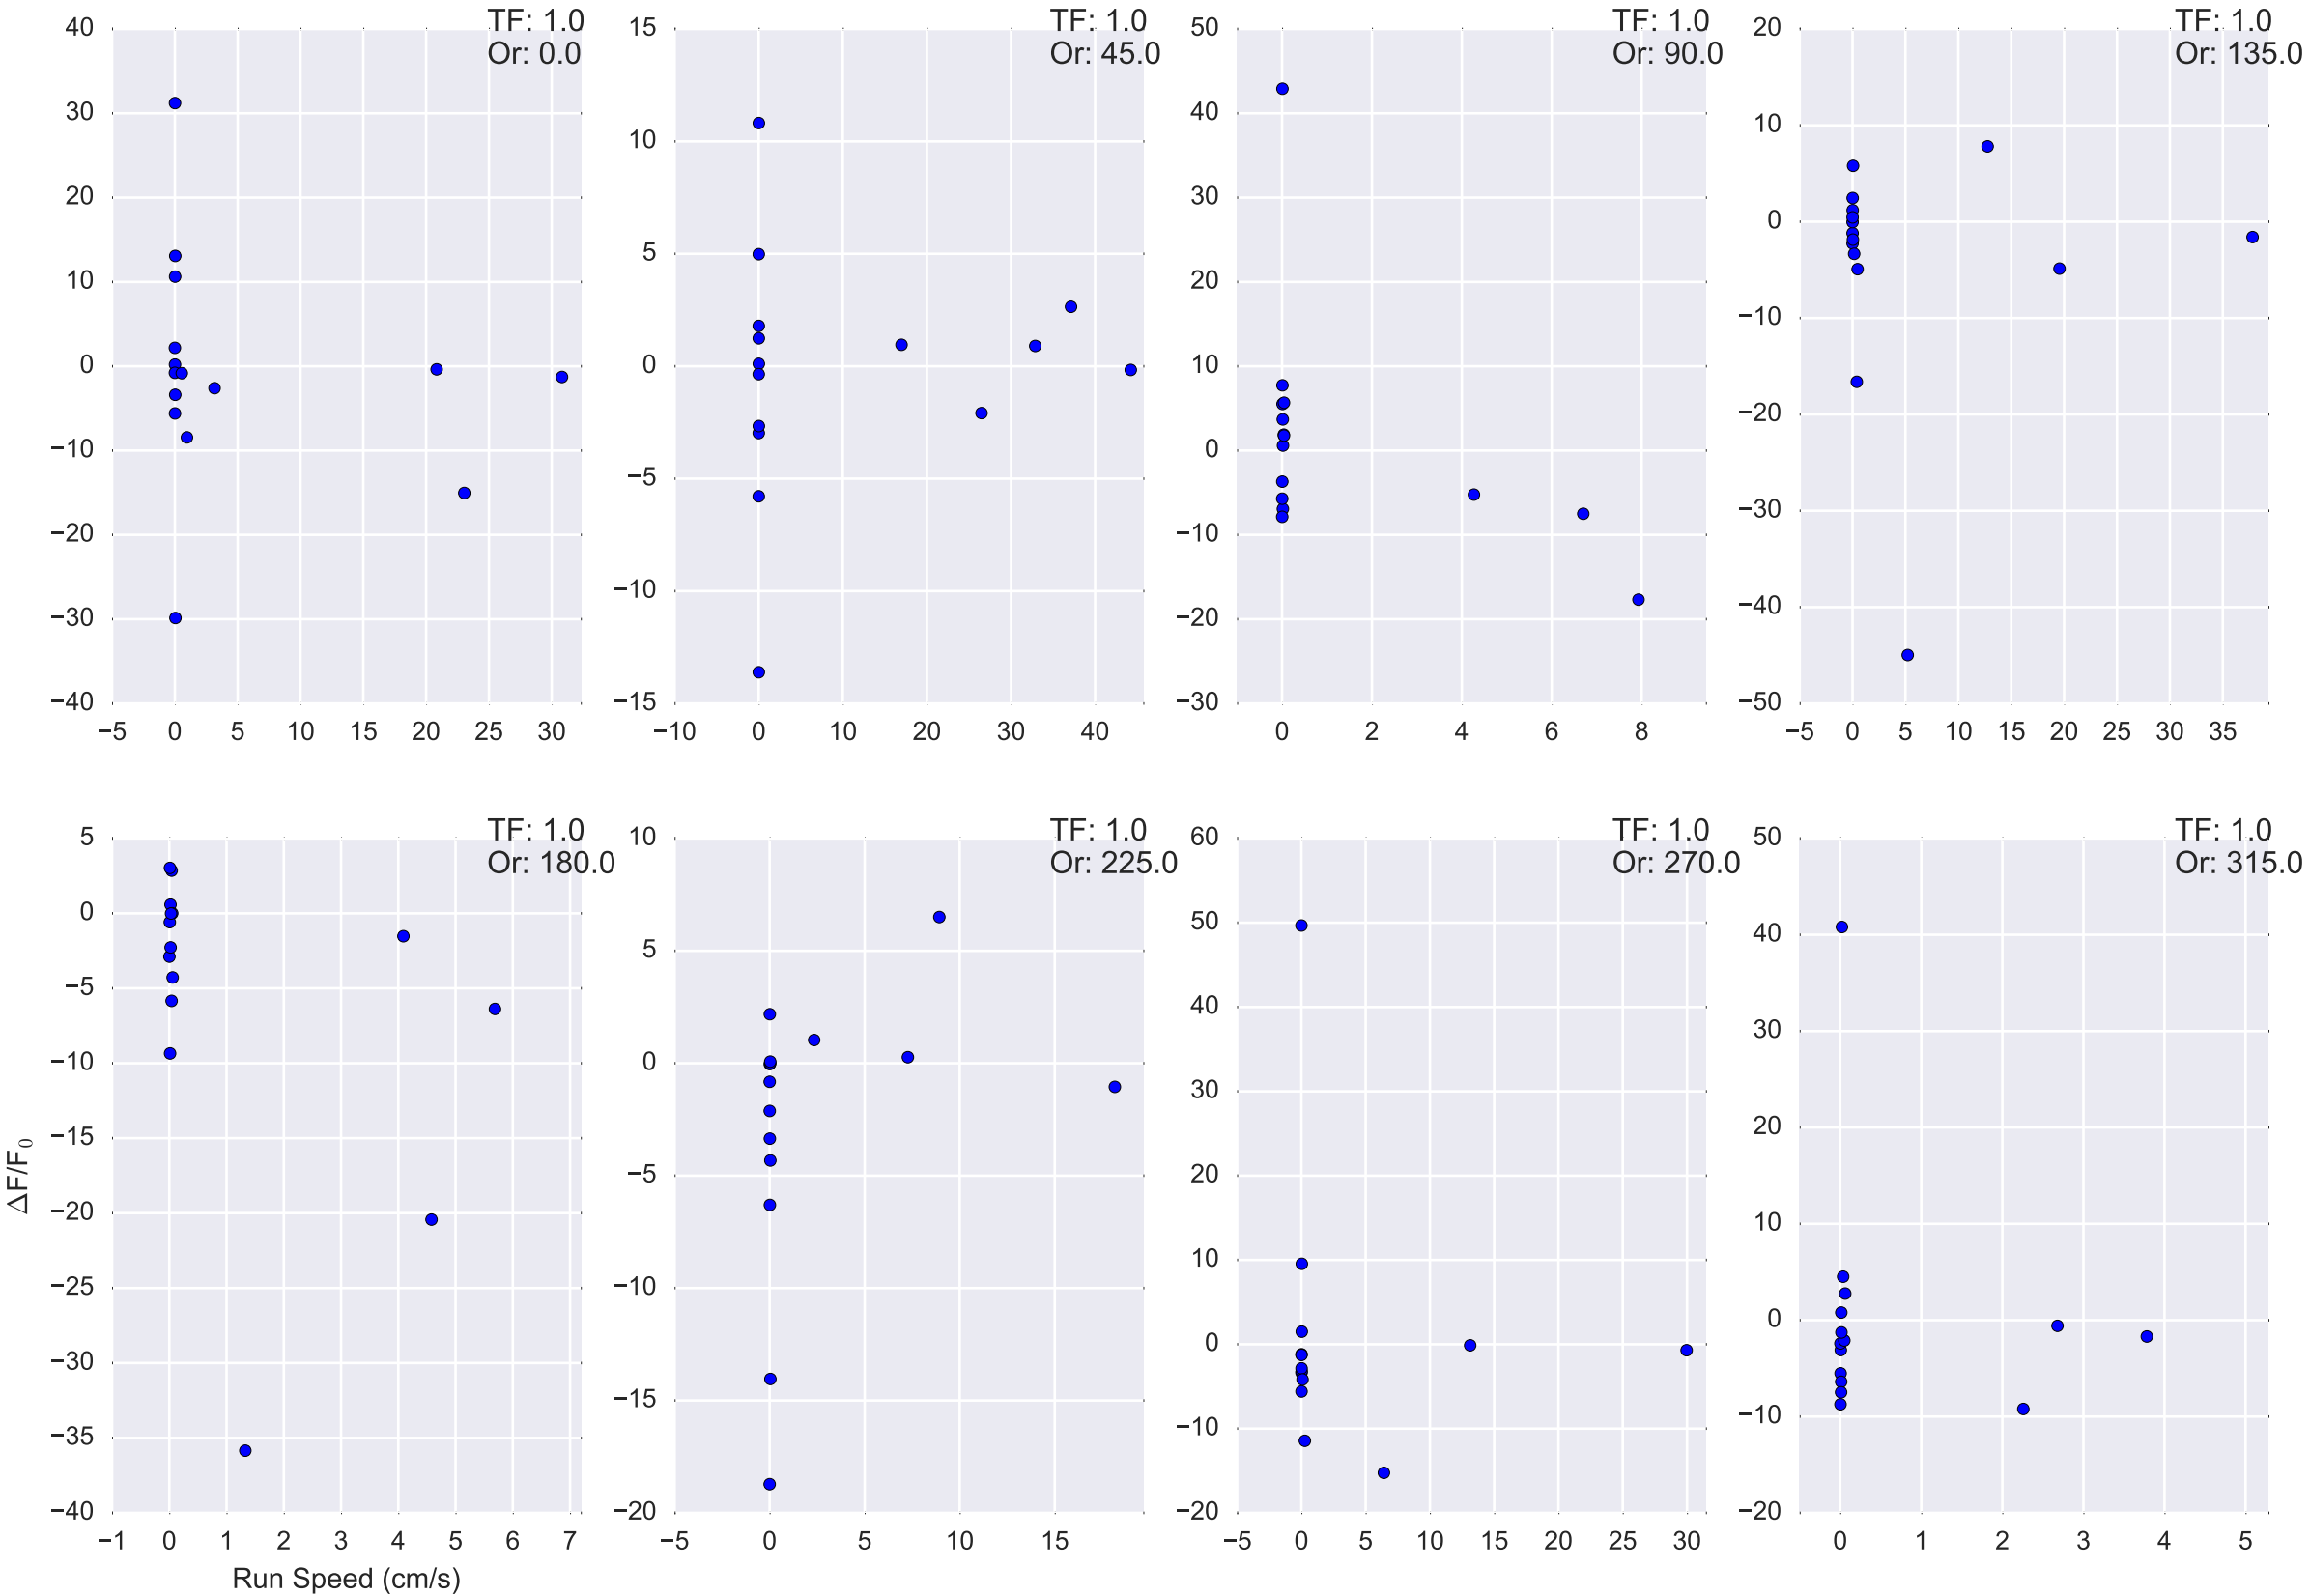 TF: 1.0
Or: 0.0
40
30
20
10
0
−10
−20
−30
−40
−5 0 5 10 15 20 25 30
TF: 1.0
Or: 45.0
15
10
5
0
−5
−10
−15
−10 0 10 20 30 40
TF: 1.0
Or: 90.0
50
40
30
20
10
0
−10
−20
−30
0 2 4 6 8
TF: 1.0
Or: 135.0
20
10
0
−10
−20
−30
−40
−50
−5 0 5 10 15 20 25 30 35
TF: 1.0
Or: 180.0
5
0
−5
−10
−15
−20
−25
−30
−35
−40
−1 0 1 2 3 4 5 6 7
ΔF/F₀
Run Speed (cm/s)
TF: 1.0
Or: 225.0
10
5
0
−5
−10
−15
−20
−5 0 5 10 15
TF: 1.0
Or: 270.0
60
50
40
30
20
10
0
−10
−20
−5 0 5 10 15 20 25 30
TF: 1.0
Or: 315.0
50
40
30
20
10
0
−10
−20
0 1 2 3 4 5